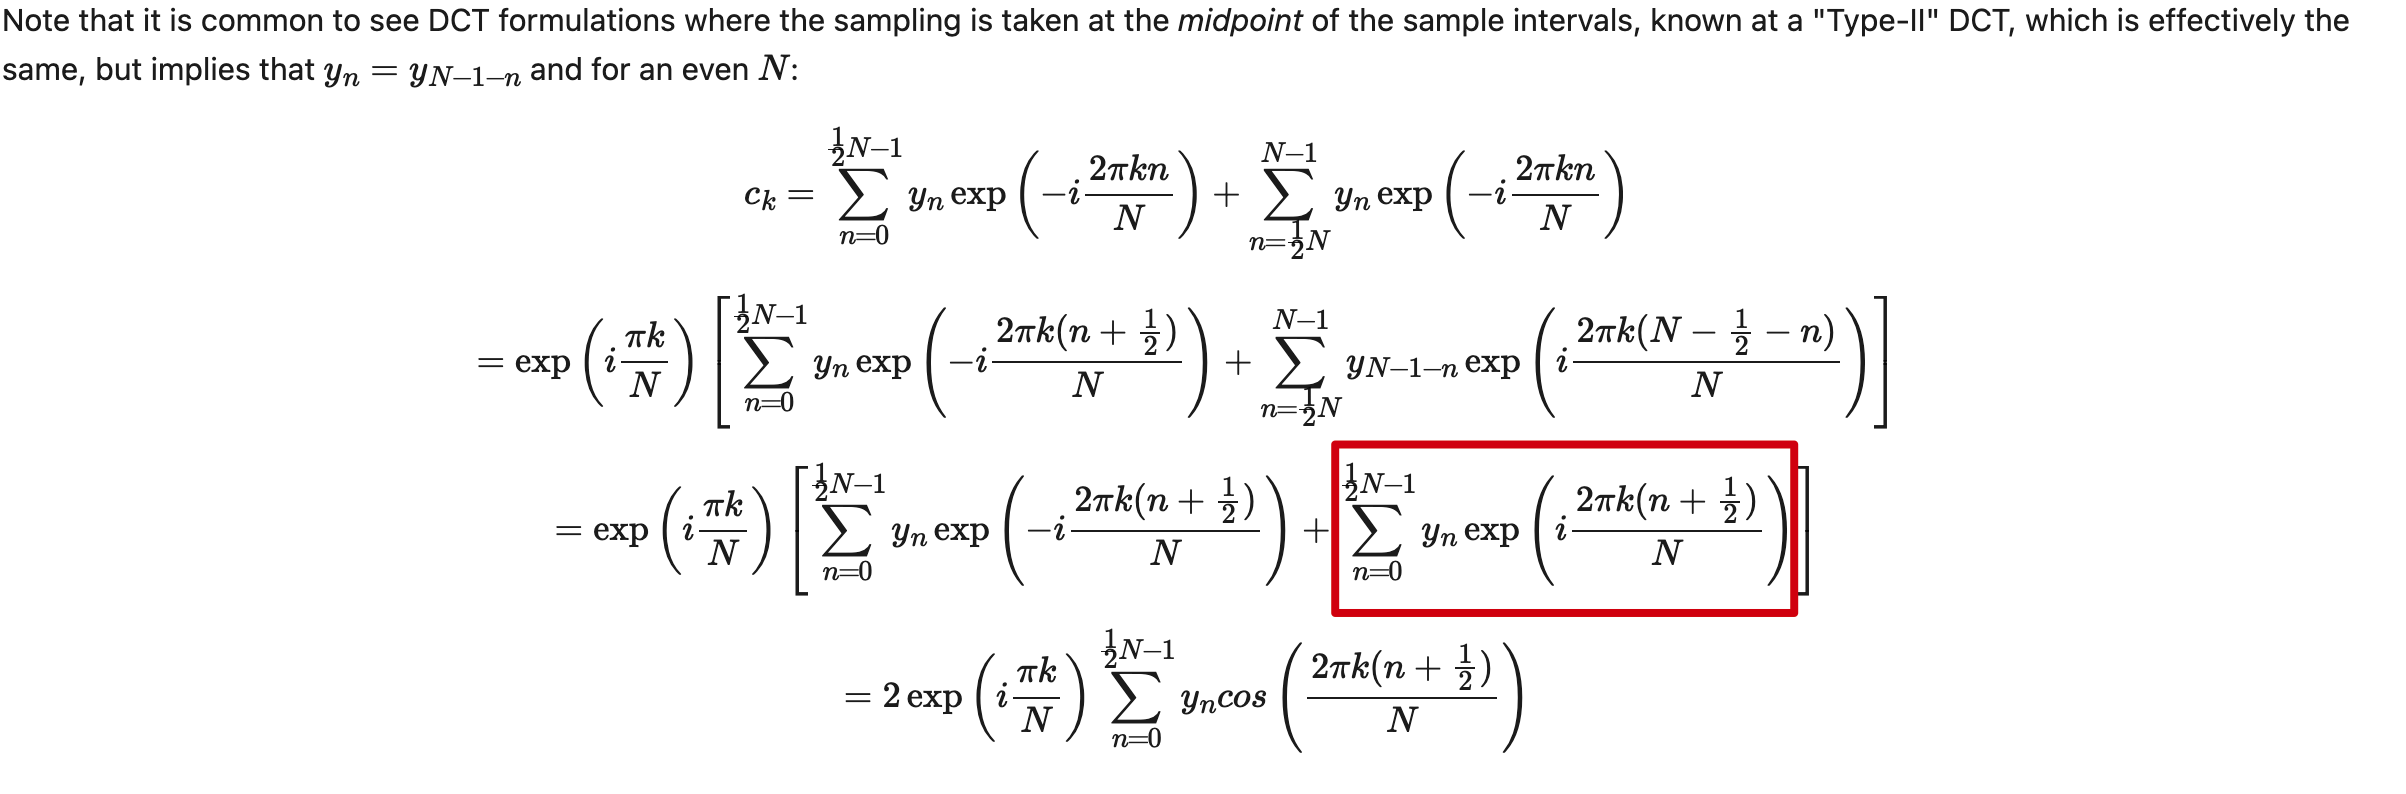 Note that it is common to see DCT formulations where the sampling is taken at the midpoint of the sample intervals, known at a "Type-II" DCT, which is effectively the
same, but implies that $y_n = y_{N-1-n}$ and for an even $N$:
$c_k = \sum_{n=0}^{\frac{1}{2}N-1} y_n \exp\left(-i\frac{2\pi kn}{N}\right) + \sum_{n=\frac{1}{2}N}^{N-1} y_n \exp\left(-i\frac{2\pi kn}{N}\right)$
$= \exp\left(i\frac{\pi k}{N}\right)\left[\sum_{n=0}^{\frac{1}{2}N-1} y_n \exp\left(-i\frac{2\pi k(n+\frac{1}{2})}{N}\right) + \sum_{n=\frac{1}{2}N}^{N-1} y_{N-1-n} \exp\left(i\frac{2\pi k(N-\frac{1}{2}-n)}{N}\right)\right]$
$= \exp\left(i\frac{\pi k}{N}\right)\left[\sum_{n=0}^{\frac{1}{2}N-1} y_n \exp\left(-i\frac{2\pi k(n+\frac{1}{2})}{N}\right) + \sum_{n=0}^{\frac{1}{2}N-1} y_n \exp\left(i\frac{2\pi k(n+\frac{1}{2})}{N}\right)\right]$
$= 2\exp\left(i\frac{\pi k}{N}\right)\sum_{n=0}^{\frac{1}{2}N-1} y_n cos\left(\frac{2\pi k(n+\frac{1}{2})}{N}\right)$